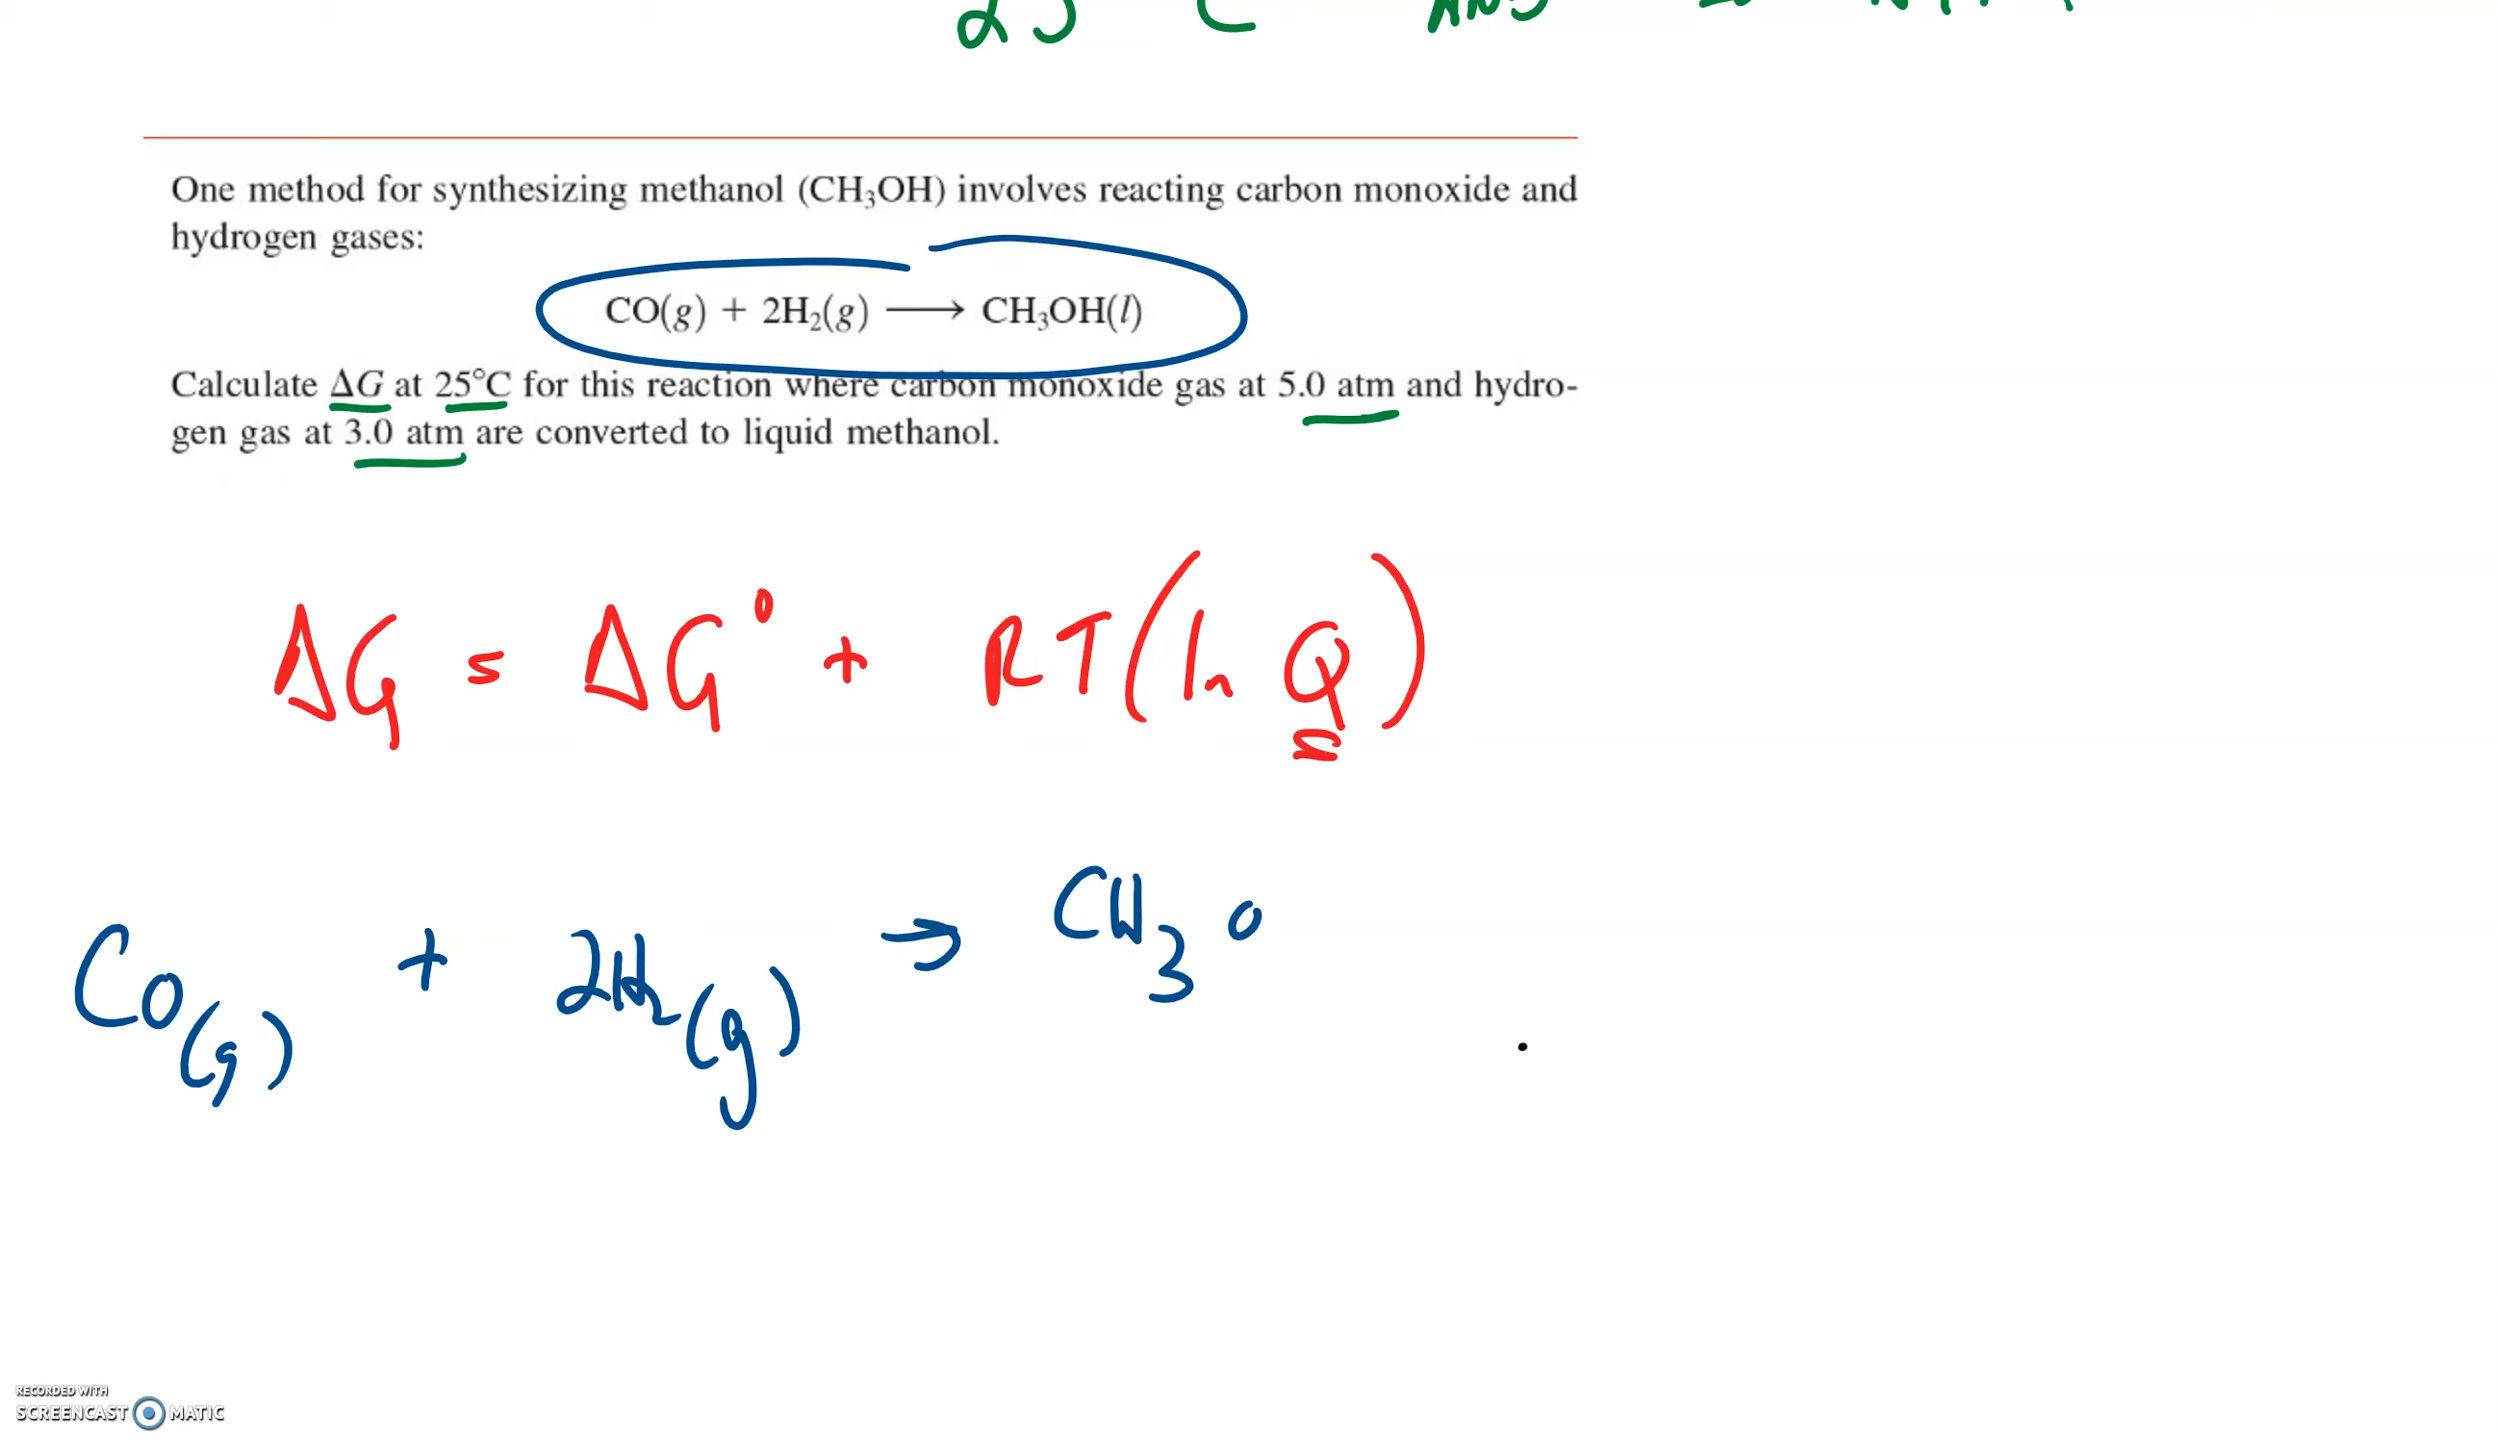 25 C
One method for synthesizing methanol (CH₃OH) involves reacting carbon monoxide and
hydrogen gases:
CO(g) + 2H₂(g) ⟶ CH₃OH(l)
Calculate ΔG at 25°C for this reaction where carbon monoxide gas at 5.0 atm and hydro-
gen gas at 3.0 atm are converted to liquid methanol.
ΔG = ΔG° + RT(ln Q)
CO(g) + 2H₂(g) → CH₃O
RECORDED WITH
SCREENCAST MATIC